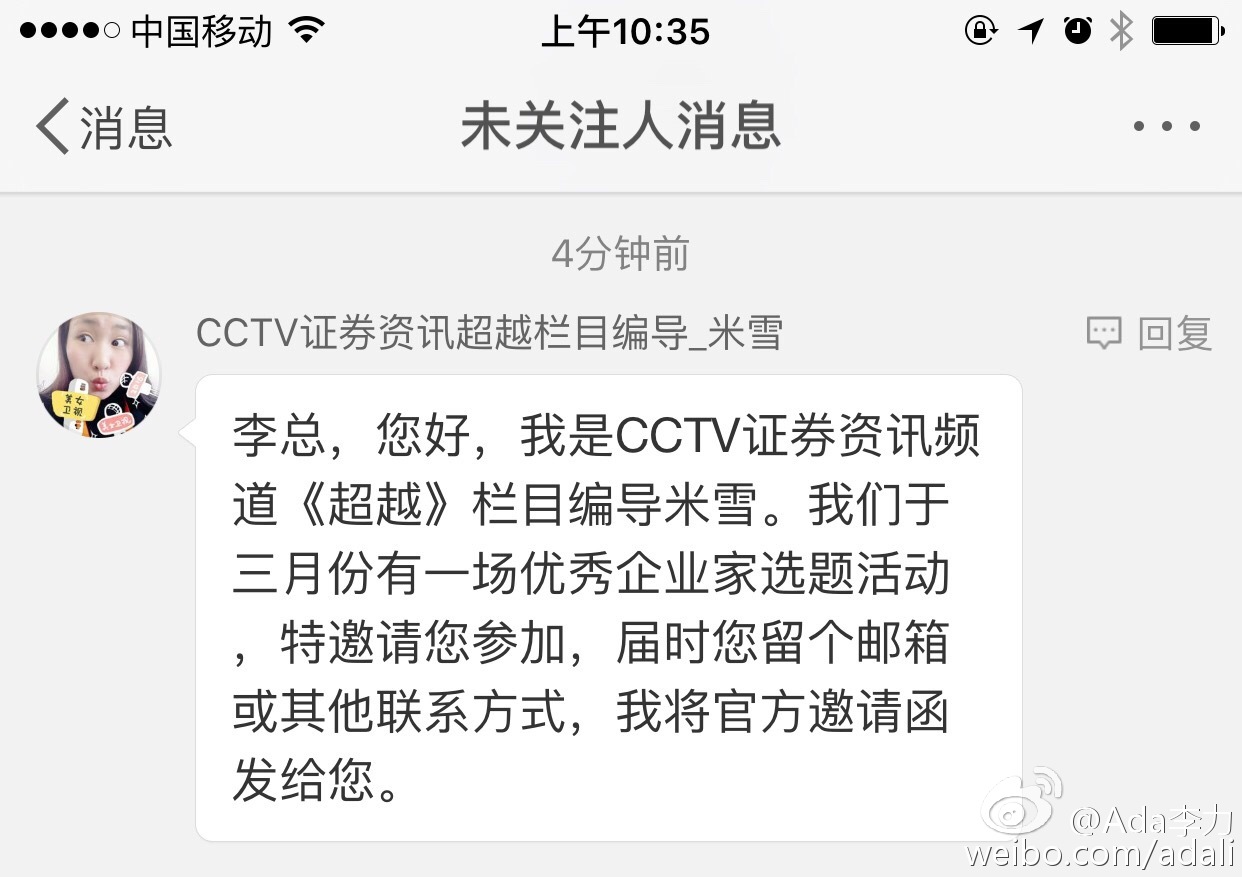 中国移动
上午10:35
消息
未关注人消息
4分钟前
CCTV证券资讯超越栏目编导_米雪
回复
美女
卫视
李总，您好，我是CCTV证券资讯频
道《超越》栏目编导米雪。我们于
三月份有一场优秀企业家选题活动
，特邀请您参加，届时您留个邮箱
或其他联系方式，我将官方邀请函
发给您。
@Ada李力
weibo.com/adali